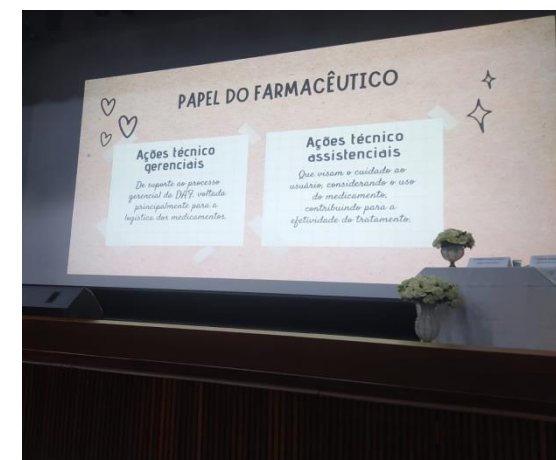 PAPEL DO FARMACÊUTICO
Ações técnico
gerenciais
De suporte ao processo
gerencial da DAF, voltada
principalmente para a
logística dos medicamentos.
Ações técnico
assistenciais
Que visam o cuidado ao
usuário, considerando o uso
do medicamento,
contribuindo para a
efetividade do tratamento.